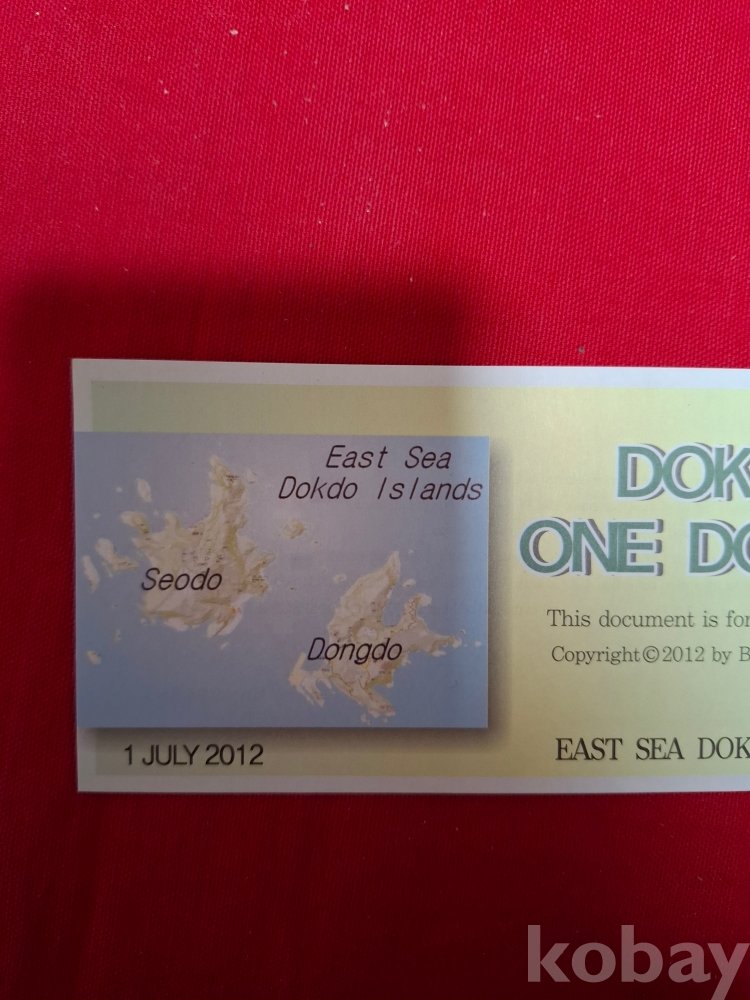 East Sea
Dokdo Islands
Seodo
Dongdo
1 JULY 2012
DOK
ONE DO
This document is for
Copyright©2012 by B
EAST SEA DOK
kobay